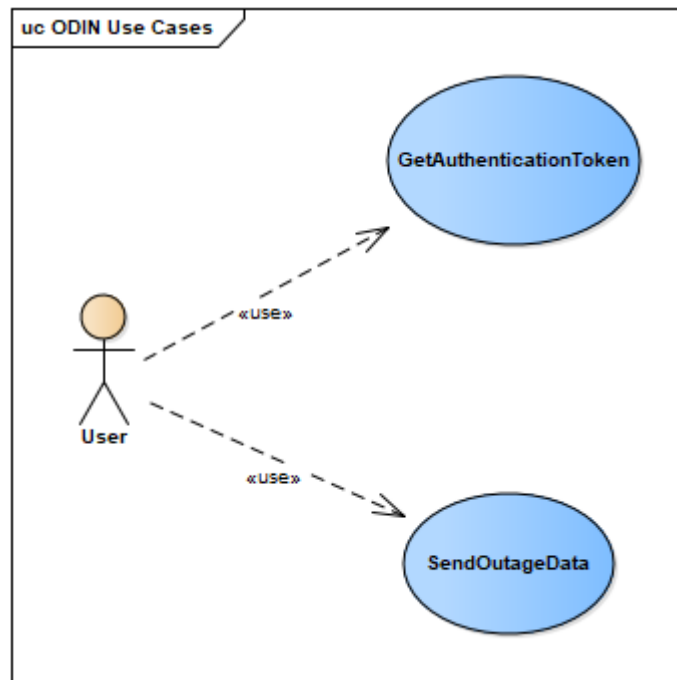 uc ODIN Use Cases
GetAuthenticationToken
«use»
User
«use»
SendOutageData